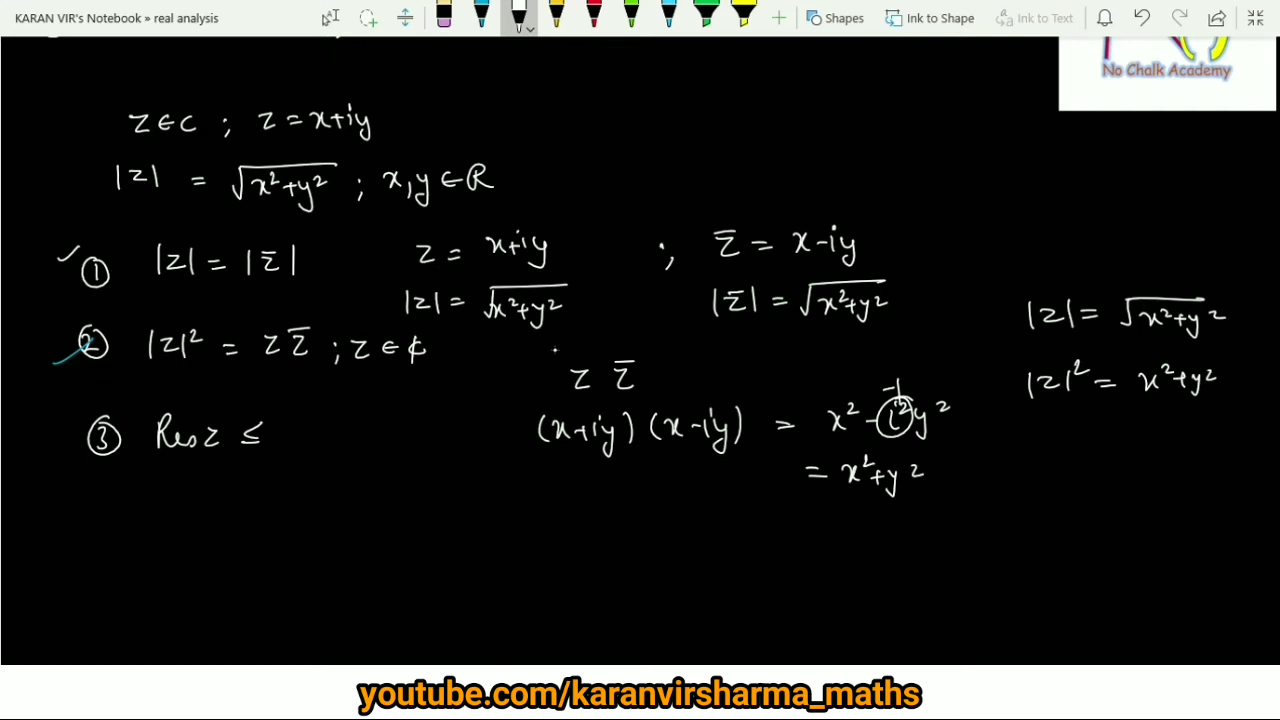 KARAN VIR's Notebook » real analysis
Shapes Ink to Shape Ink to Text
No Chalk Academy
z ∈ C ; z = x+iy
|z| = √x²+y² ; x, y ∈ ℝ
① |z| = |z̄|
z = x+iy ; z̄ = x-iy
|z| = √x²+y² |z̄| = √x²+y²
② |z|² = z z̄ ; z ∈ ₵
z z̄
(x+iy) (x-iy) = x² - i²y²
-1
= x²+y²
|z| = √x²+y²
|z|² = x²+y²
③ z ≤
youtube.com/karanvirsharma_maths